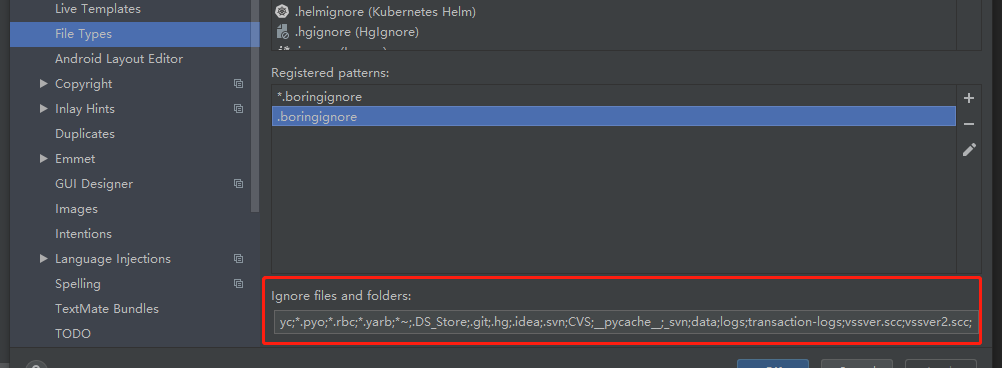 Live Templates
File Types
Android Layout Editor
Copyright
Inlay Hints
Duplicates
Emmet
GUI Designer
Images
Intentions
Language Injections
Spelling
TextMate Bundles
TODO
.helmignore (Kubernetes Helm)
.hgignore (HgIgnore)
Registered patterns:
*.boringignore
.boringignore
Ignore files and folders:
yc;*.pyo;*.rbc;*.yarb;*~;.DS_Store;.git;.hg;.idea;.svn;CVS;__pycache__;_svn;data;logs;transaction-logs;vssver.scc;vssver2.scc;